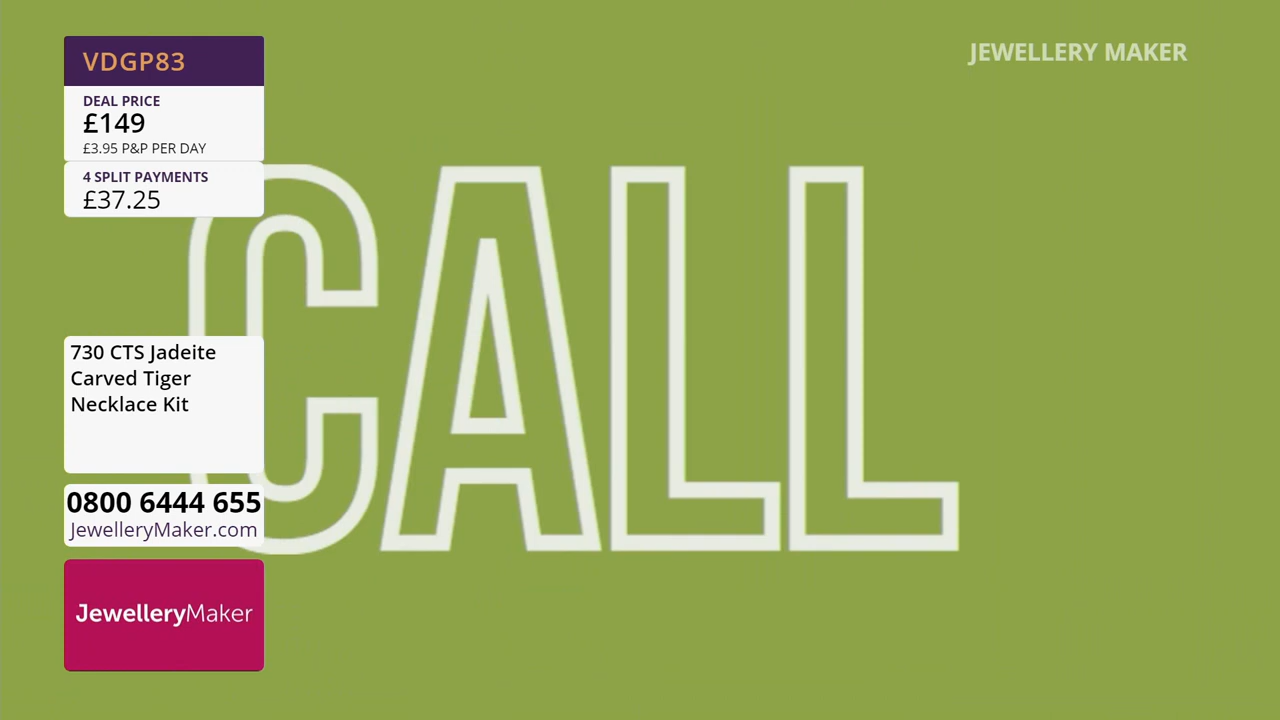 VDGP83
DEAL PRICE
£149
£3.95 P&P PER DAY
4 SPLIT PAYMENTS
£37.25
730 CTS Jadeite
Carved Tiger
Necklace Kit
0800 6444 655
JewelleryMaker.com
JewelleryMaker
CALL
JEWELLERY MAKER